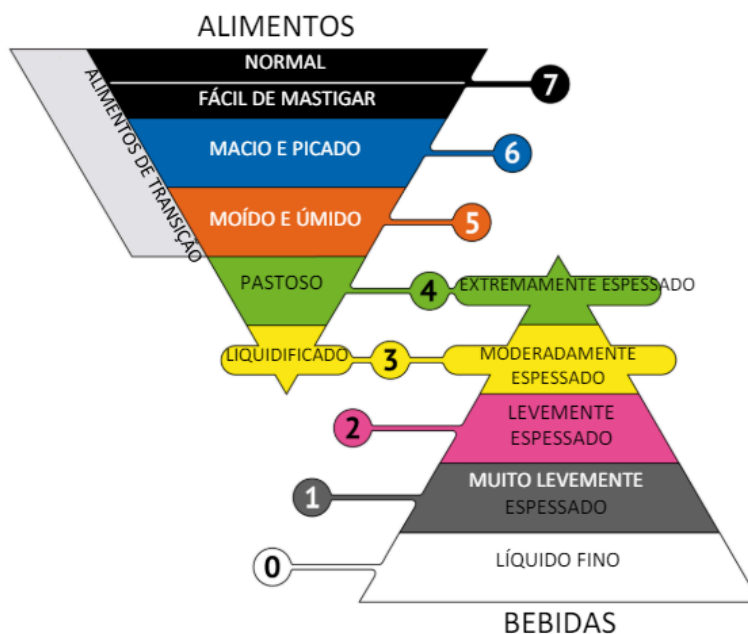 ALIMENTOS
NORMAL
FÁCIL DE MASTIGAR
7
ALIMENTOS DE TRANSIÇÃO
MACIO E PICADO
6
MOÍDO E ÚMIDO
5
PASTOSO
4
EXTREMAMENTE ESPESSADO
LIQUIDIFICADO
3
MODERADAMENTE
ESPESSADO
2
LEVEMENTE
ESPESSADO
1
MUITO LEVEMENTE
ESPESSADO
0
LÍQUIDO FINO
BEBIDAS